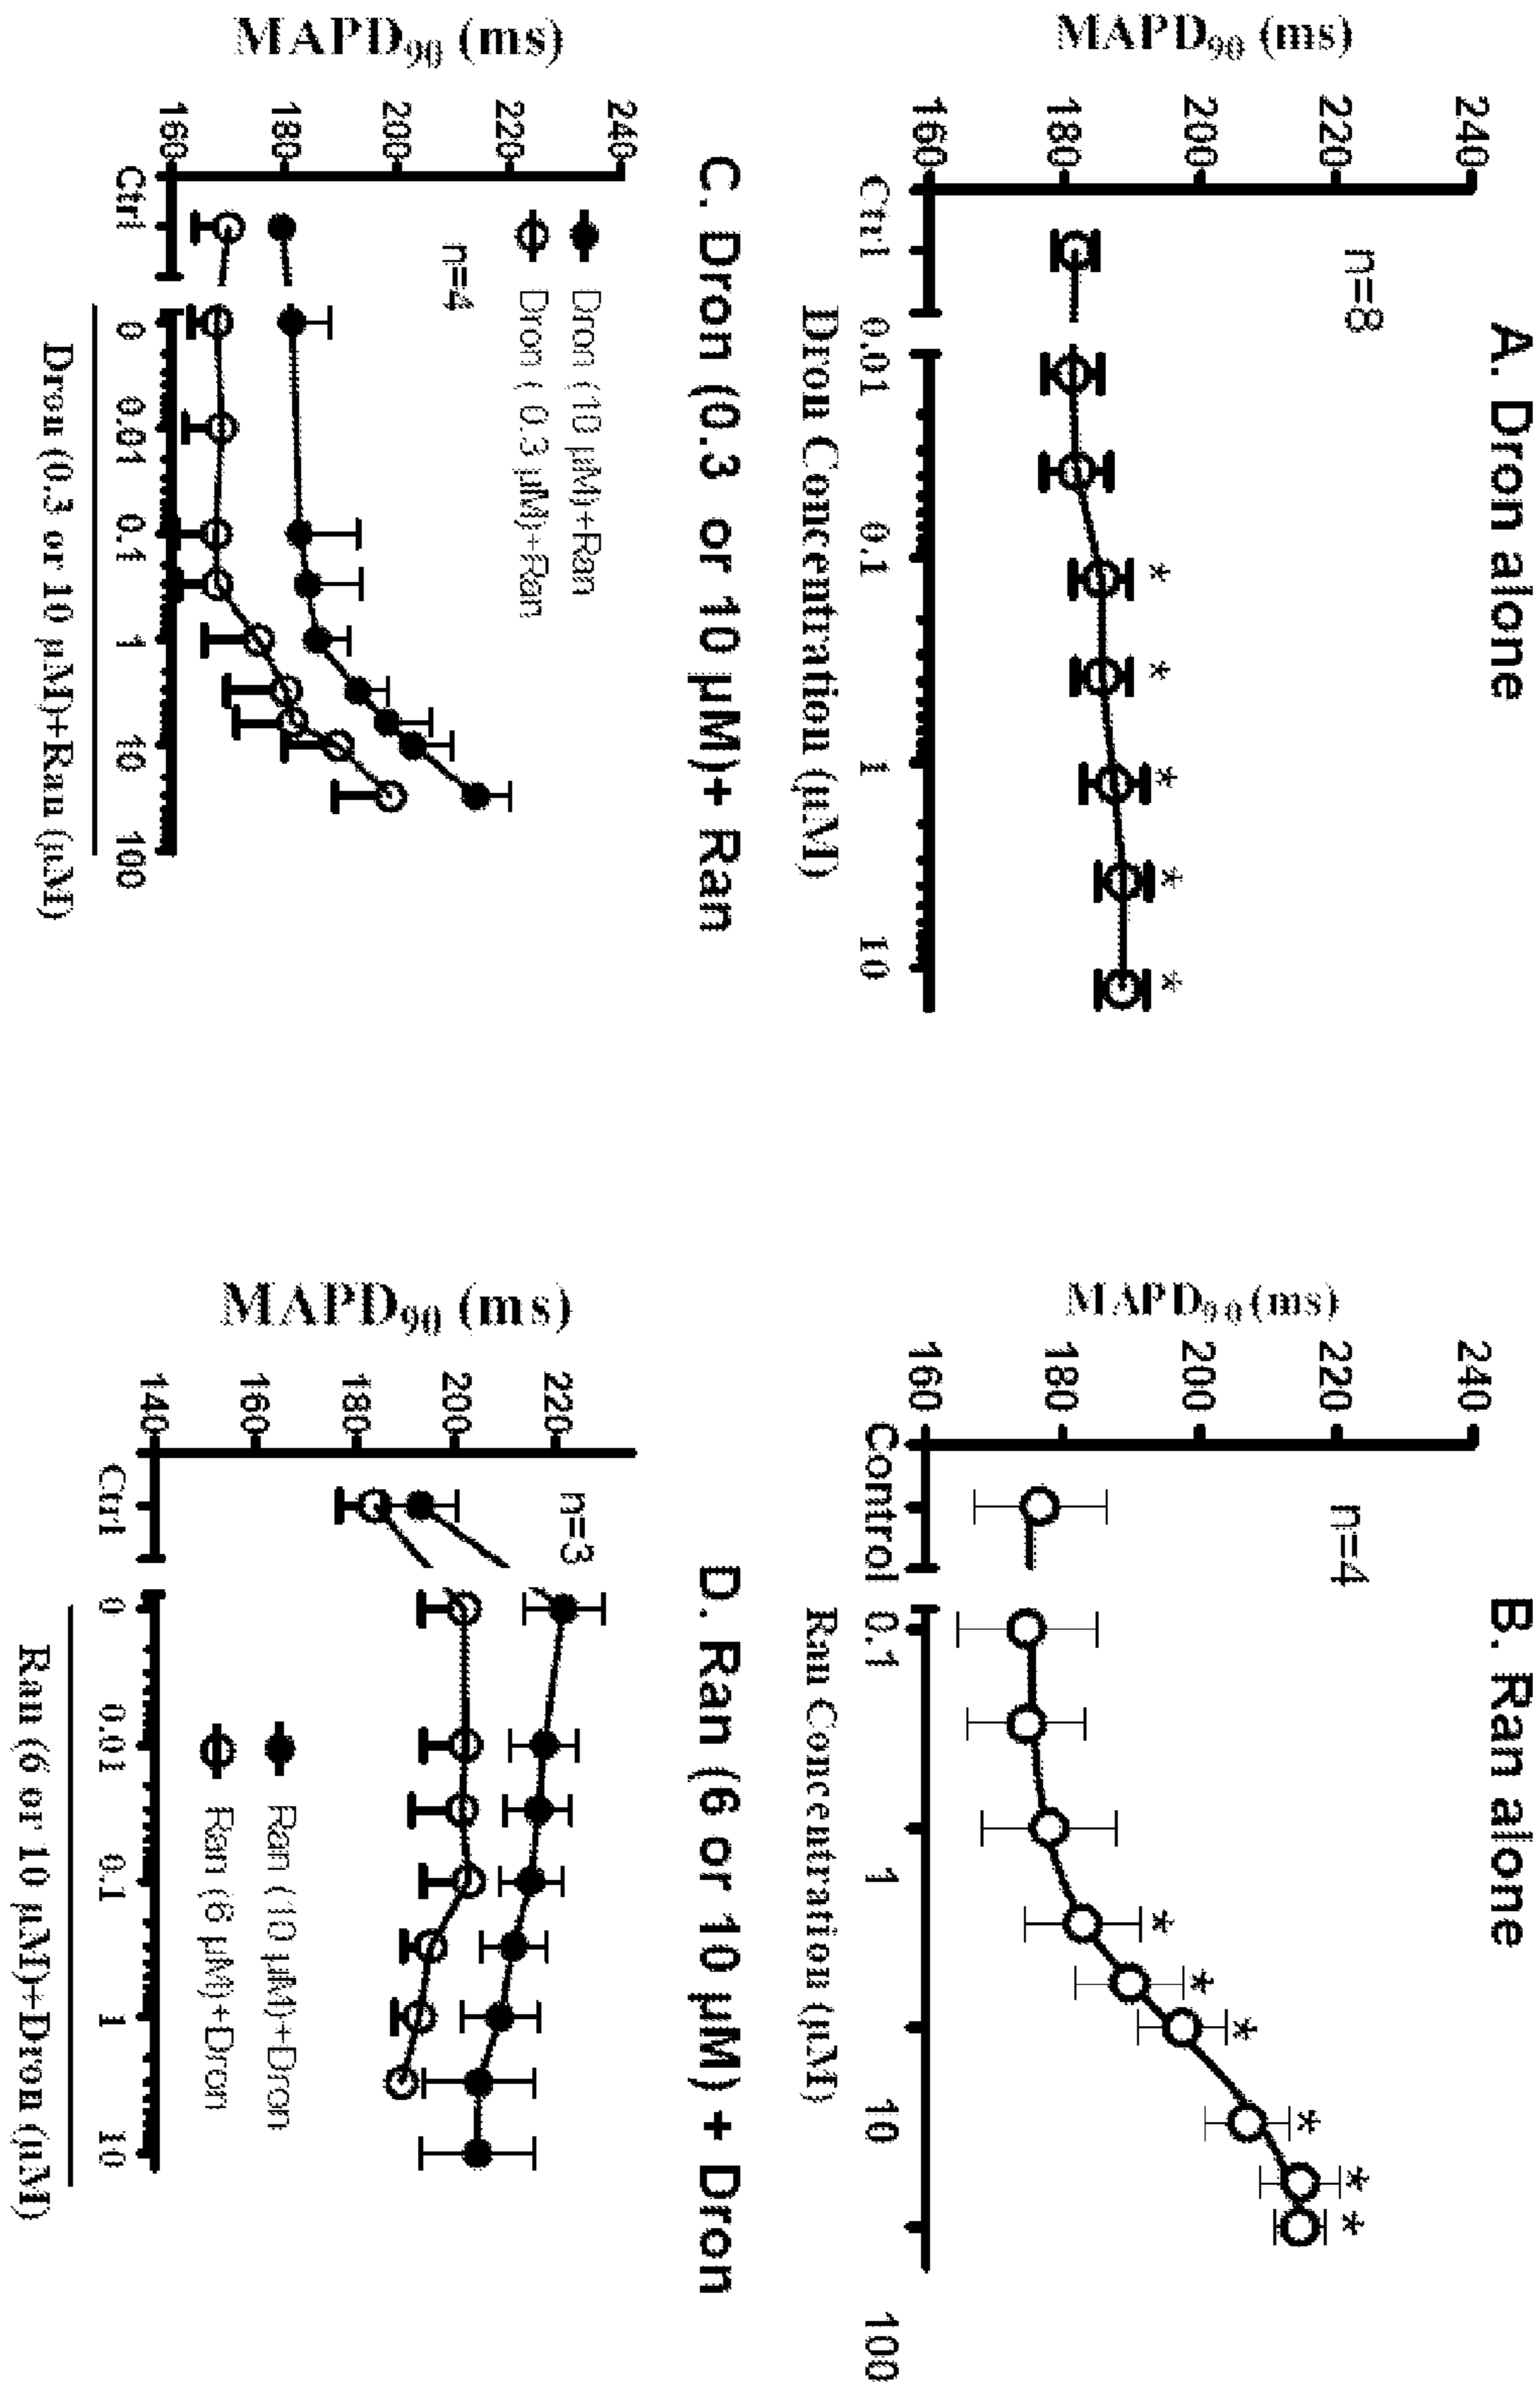 A. Dron alone
MAPD90 (ms)
240
220
200
180
160
n=8
* * * * *
Ctrl 0.01 0.1 1 10
Dron Concentration (µM)
B. Ran alone
MAPD90 (ms)
240
220
200
180
160
n=4
* * * * * *
Control 0.1 1 10 100
Ran Concentration (µM)
C. Dron (0.3 or 10 µM)+ Ran
MAPD90 (ms)
240
220
200
180
160
Dron (10 µM)+Ran
Dron ( 0.3 µM)+Ran
n=4
Ctrl 0 0.01 0.1 1 10 100
Dron (0.3 or 10 µM)+Ran (µM)
D. Ran (6 or 10 µM) + Dron
MAPD90 (ms)
220
200
180
160
140
n=3
Ran (10 µM)+Dron
Ran (6 µM)+Dron
Ctrl 0 0.01 0.1 1 10
Ran (6 or 10 µM)+Dron (µM)